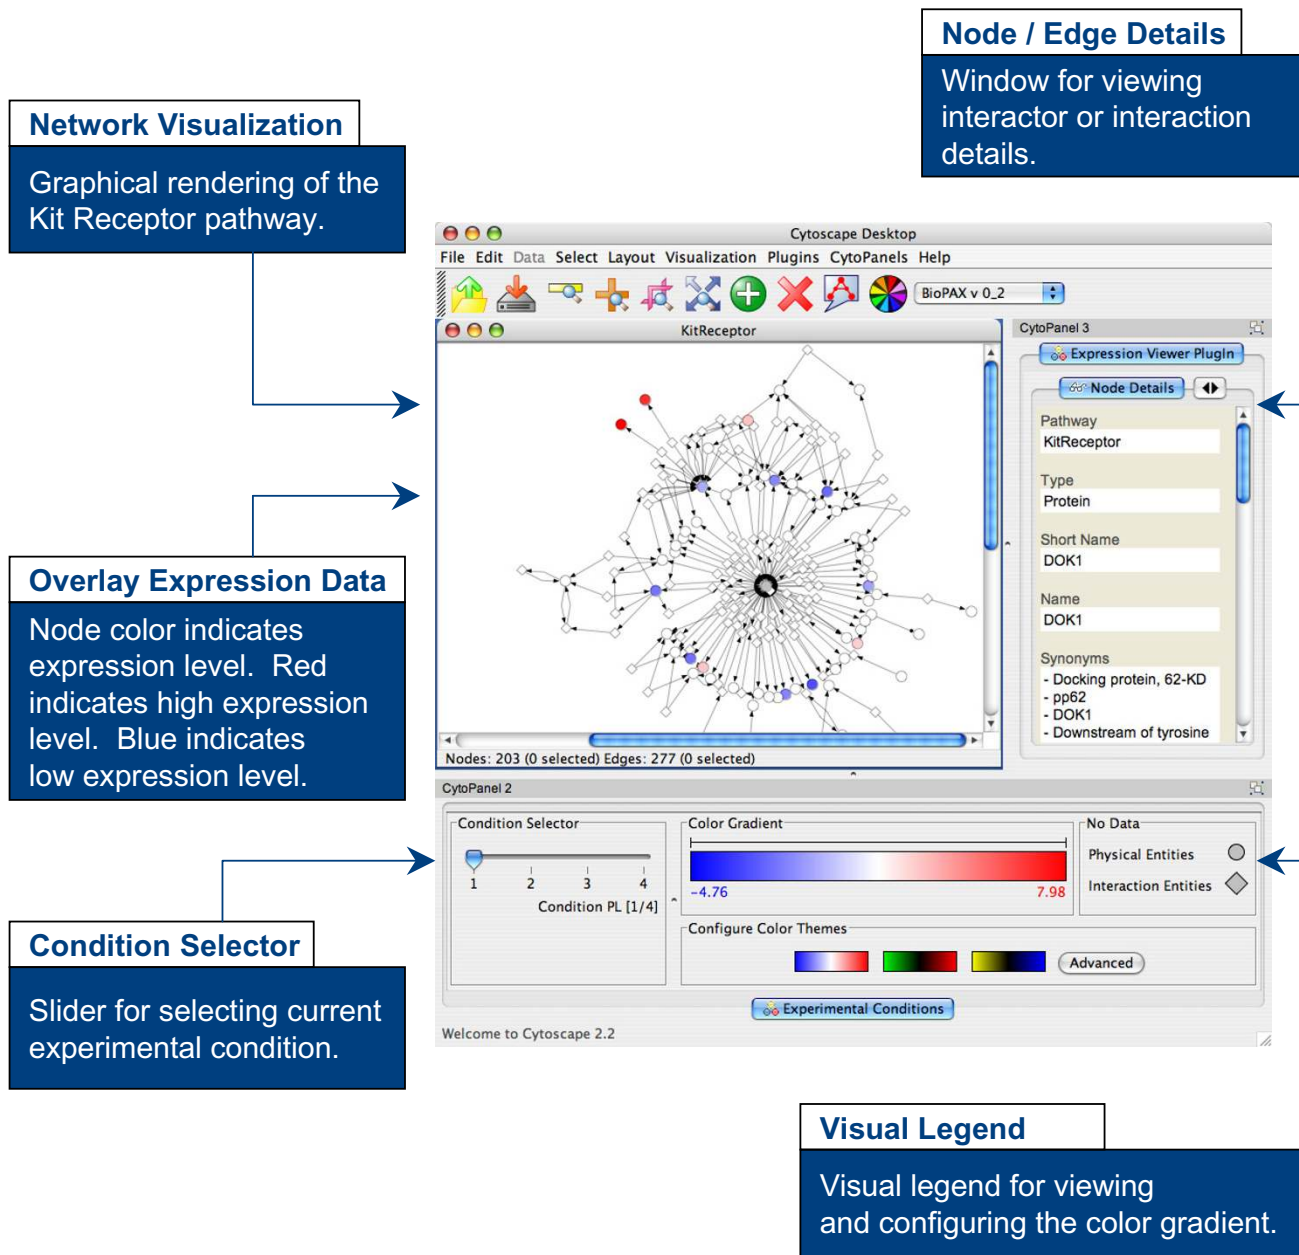 Node / Edge Details
Window for viewing
interactor or interaction
details.
Network Visualization
Graphical rendering of the
Kit Receptor pathway.
Cytoscape Desktop
File Edit Data Select Layout Visualization Plugins CytoPanels Help
BioPAX v 0_2
KitReceptor
CytoPanel 3
Expression Viewer PlugIn
Node Details
Pathway
KitReceptor
Type
Protein
Short Name
DOK1
Name
DOK1
Synonyms
- Docking protein, 62-KD
- pp62
- DOK1
- Downstream of tyrosine
Nodes: 203 (0 selected) Edges: 277 (0 selected)
Overlay Expression Data
Node color indicates
expression level. Red
indicates high expression
level. Blue indicates
low expression level.
CytoPanel 2
Condition Selector
1 2 3 4
Condition PL [1/4]
Color Gradient
-4.76 7.98
No Data
Physical Entities
Interaction Entities
Configure Color Themes
Advanced
Experimental Conditions
Welcome to Cytoscape 2.2
Condition Selector
Slider for selecting current
experimental condition.
Visual Legend
Visual legend for viewing
and configuring the color gradient.